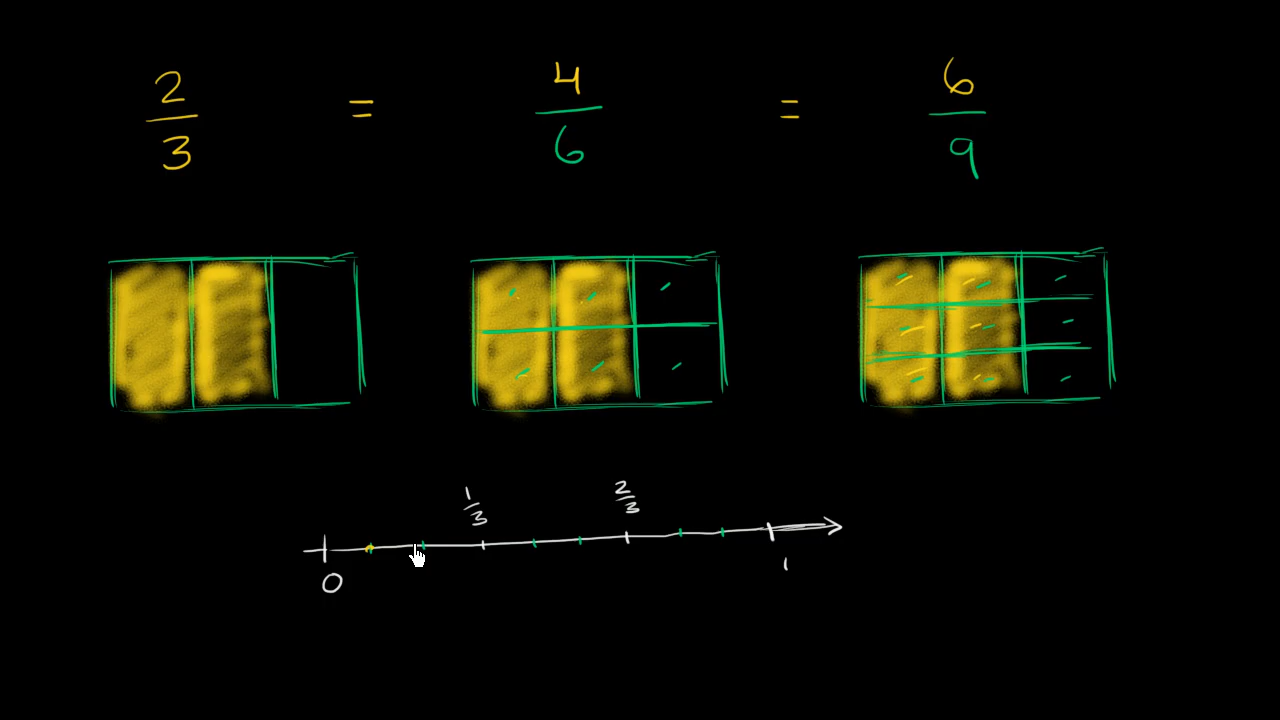 2/3 = 4/6 = 6/9
1/3 2/3
0 1